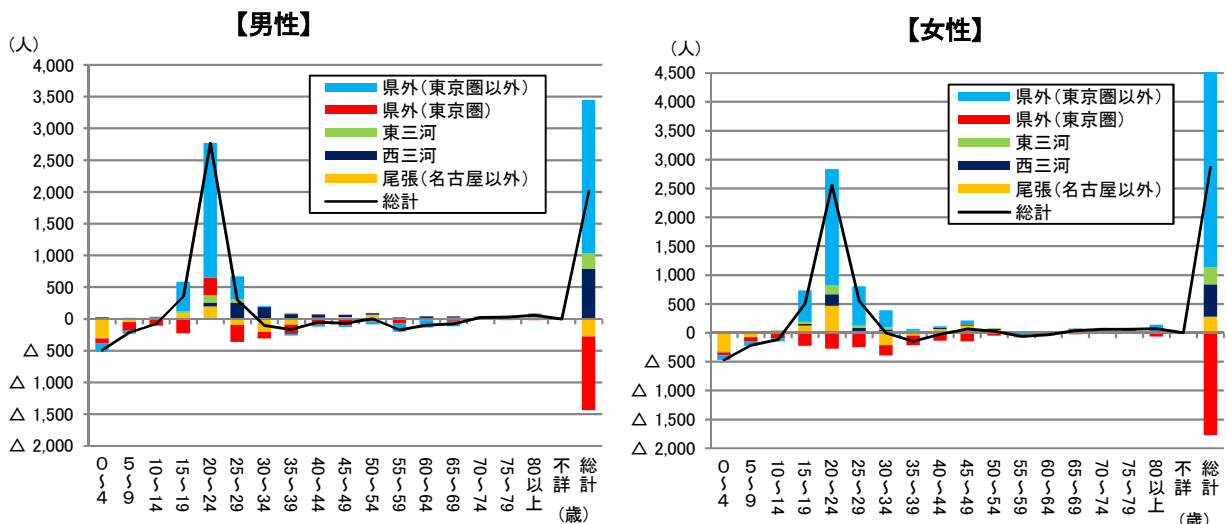 【男性】
(人)
4,000
3,500
3,000
2,500
2,000
1,500
1,000
500
0
△ 500
△ 1,000
△ 1,500
△ 2,000
県外(東京圏以外)
県外(東京圏)
東三河
西三河
尾張(名古屋以外)
総計
0~4
5~9
10~14
15~19
20~24
25~29
30~34
35~39
40~44
45~49
50~54
55~59
60~64
65~69
70~74
75~79
80以上
不詳
総計
(歳)
【女性】
(人)
4,500
4,000
3,500
3,000
2,500
2,000
1,500
1,000
500
0
△ 500
△ 1,000
△ 1,500
△ 2,000
県外(東京圏以外)
県外(東京圏)
東三河
西三河
尾張(名古屋以外)
総計
0~4
5~9
10~14
15~19
20~24
25~29
30~34
35~39
40~44
45~49
50~54
55~59
60~64
65~69
70~74
75~79
80以上
不詳
総計
(歳)